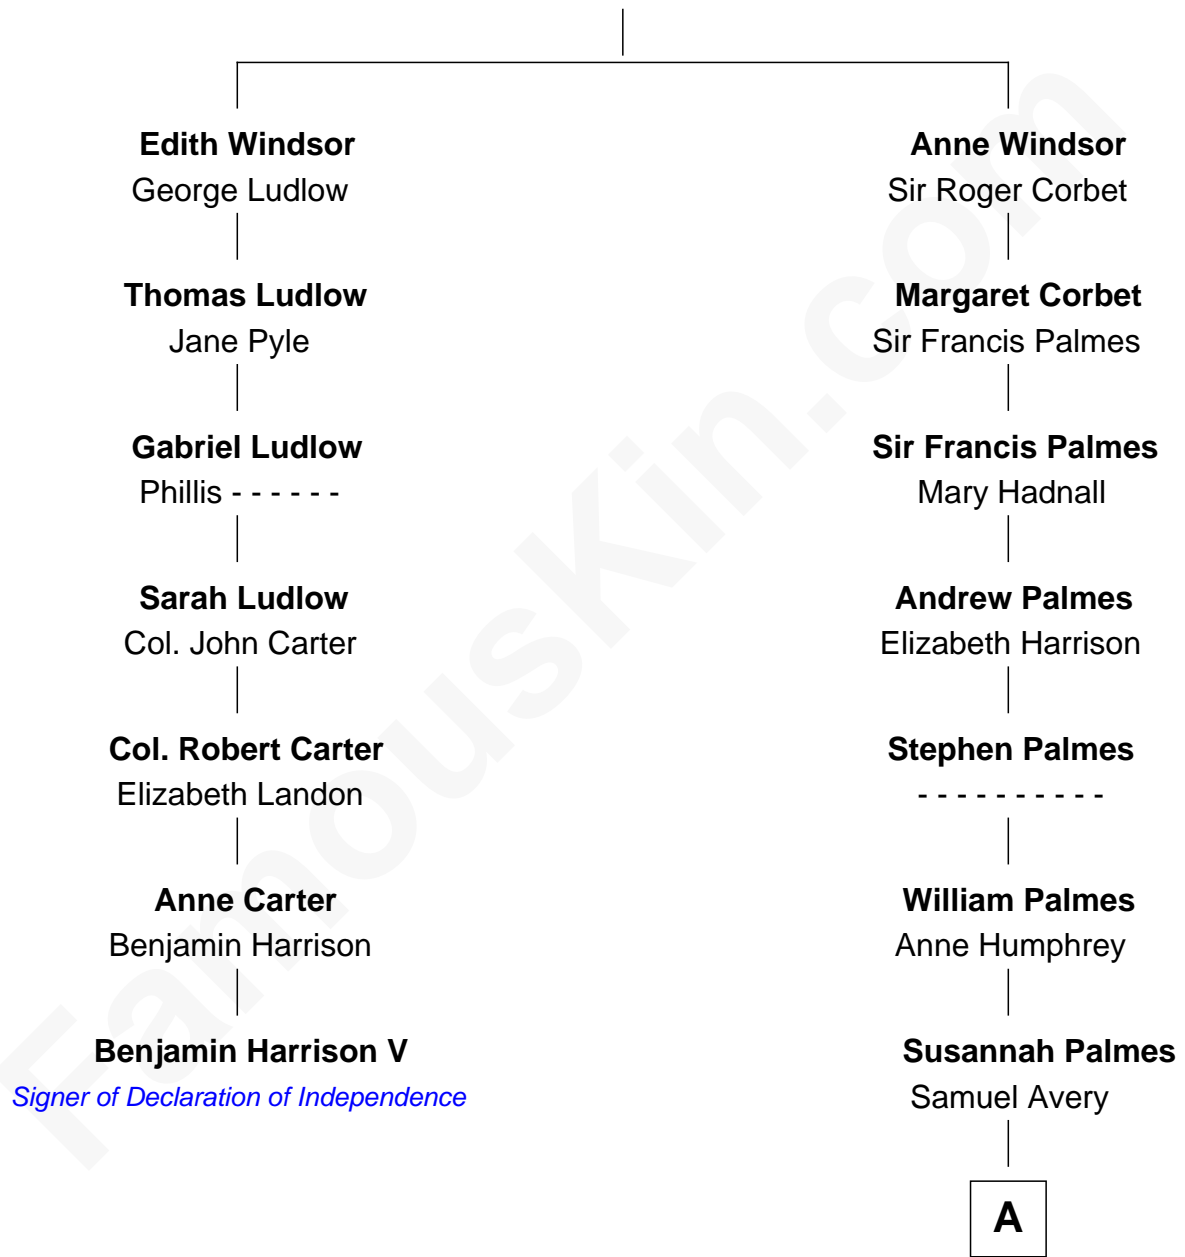 Edith Windsor
George Ludlow
Thomas Ludlow
Jane Pyle
Gabriel Ludlow
Phillis - - - - - -
Sarah Ludlow
Col. John Carter
Col. Robert Carter
Elizabeth Landon
Anne Carter
Benjamin Harrison
Benjamin Harrison V
Signer of Declaration of Independence
Anne Windsor
Sir Roger Corbet
Margaret Corbet
Sir Francis Palmes
Sir Francis Palmes
Mary Hadnall
Andrew Palmes
Elizabeth Harrison
Stephen Palmes
- - - - - - - - - -
William Palmes
Anne Humphrey
Susannah Palmes
Samuel Avery
A
FamousKin.com